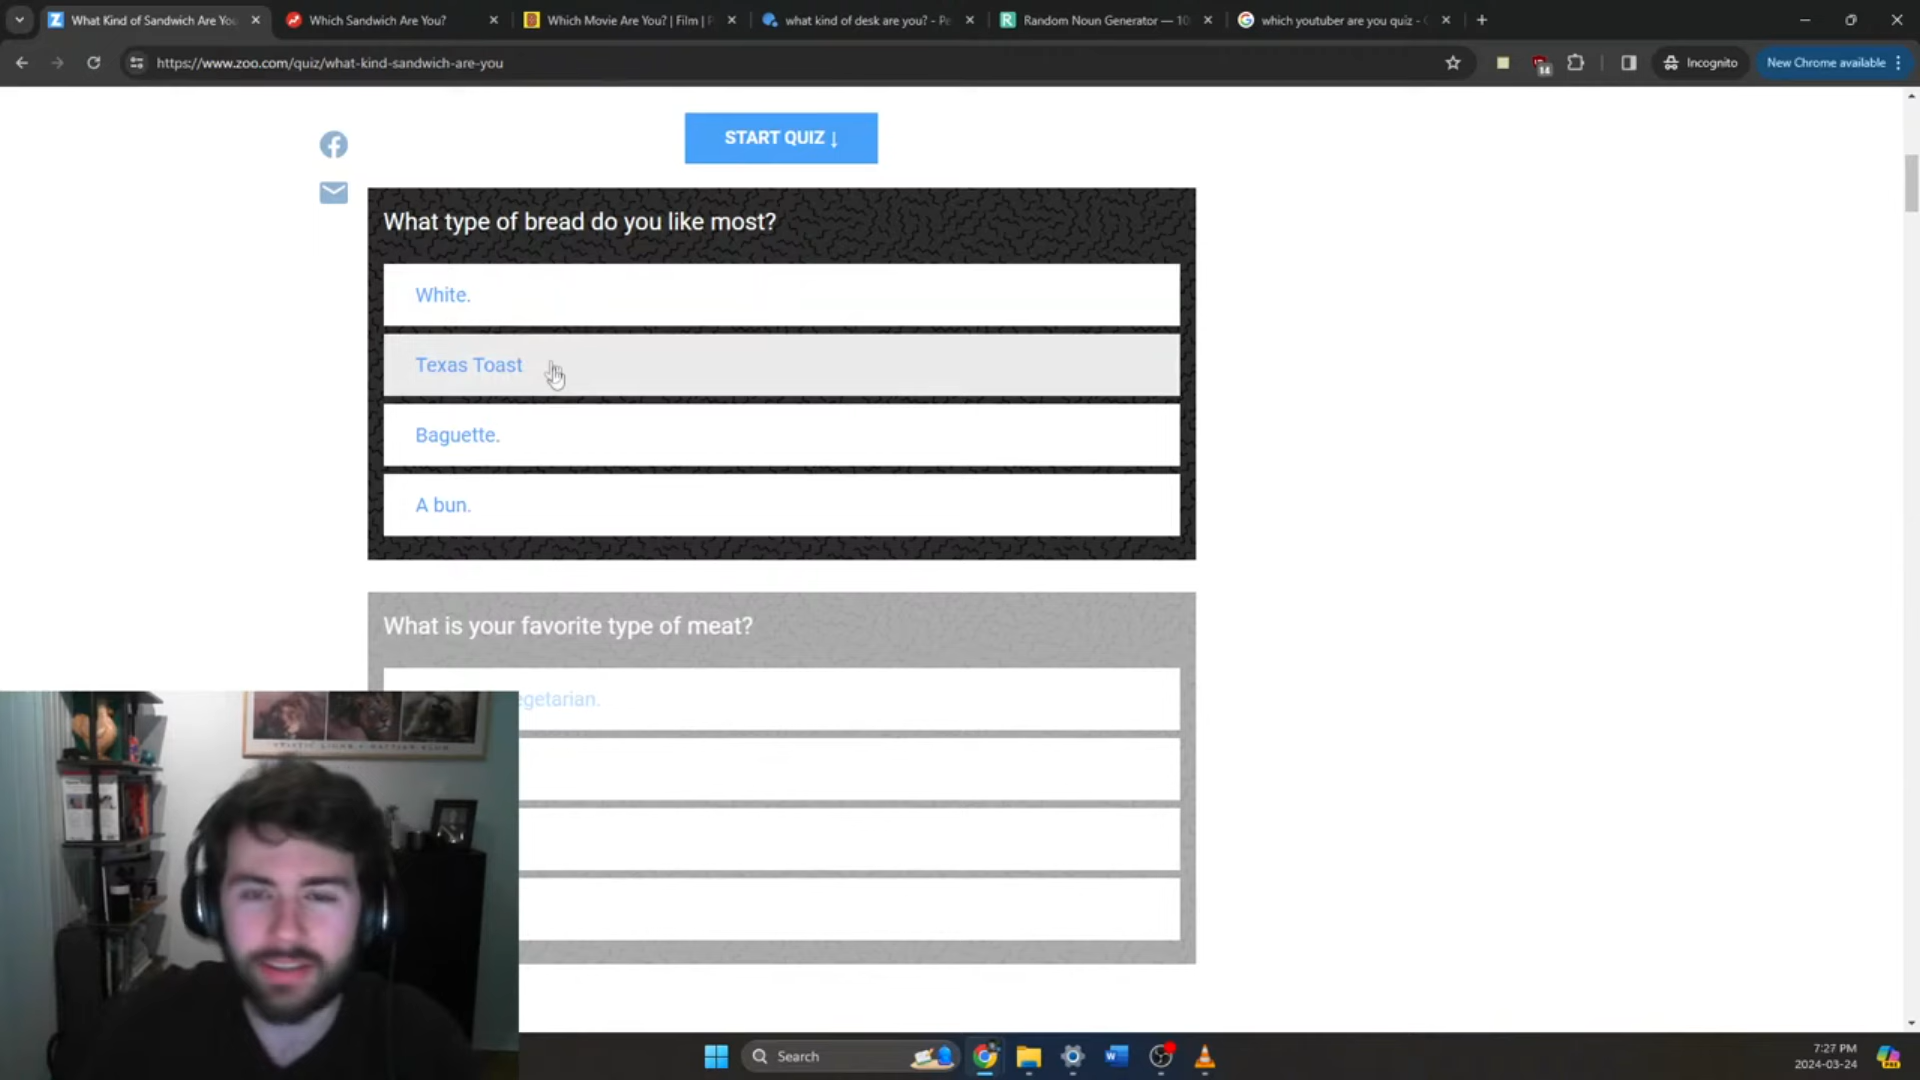 What Kind of Sandwich Are You
Which Sandwich Are You?
Which Movie Are You? | Film |
what kind of desk are you? - Pe
Random Noun Generator — 10
which youtuber are you quiz -
https://www.zoo.com/quiz/what-kind-sandwich-are-you
14
Incognito
New Chrome available
START QUIZ ↓
What type of bread do you like most?
White.
Texas Toast
Baguette.
A bun.
What is your favorite type of meat?
egetarian.
Search
7:27 PM
2024-03-24